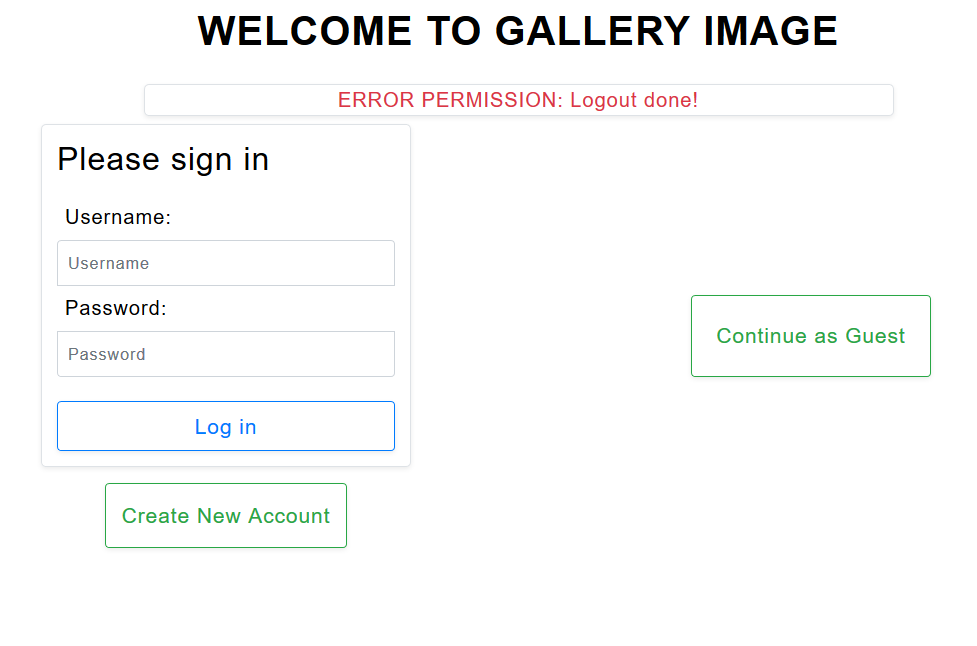 WELCOME TO GALLERY IMAGE
ERROR PERMISSION: Logout done!
Please sign in
Username:
Username
Password:
Password
Log in
Create New Account
Continue as Guest